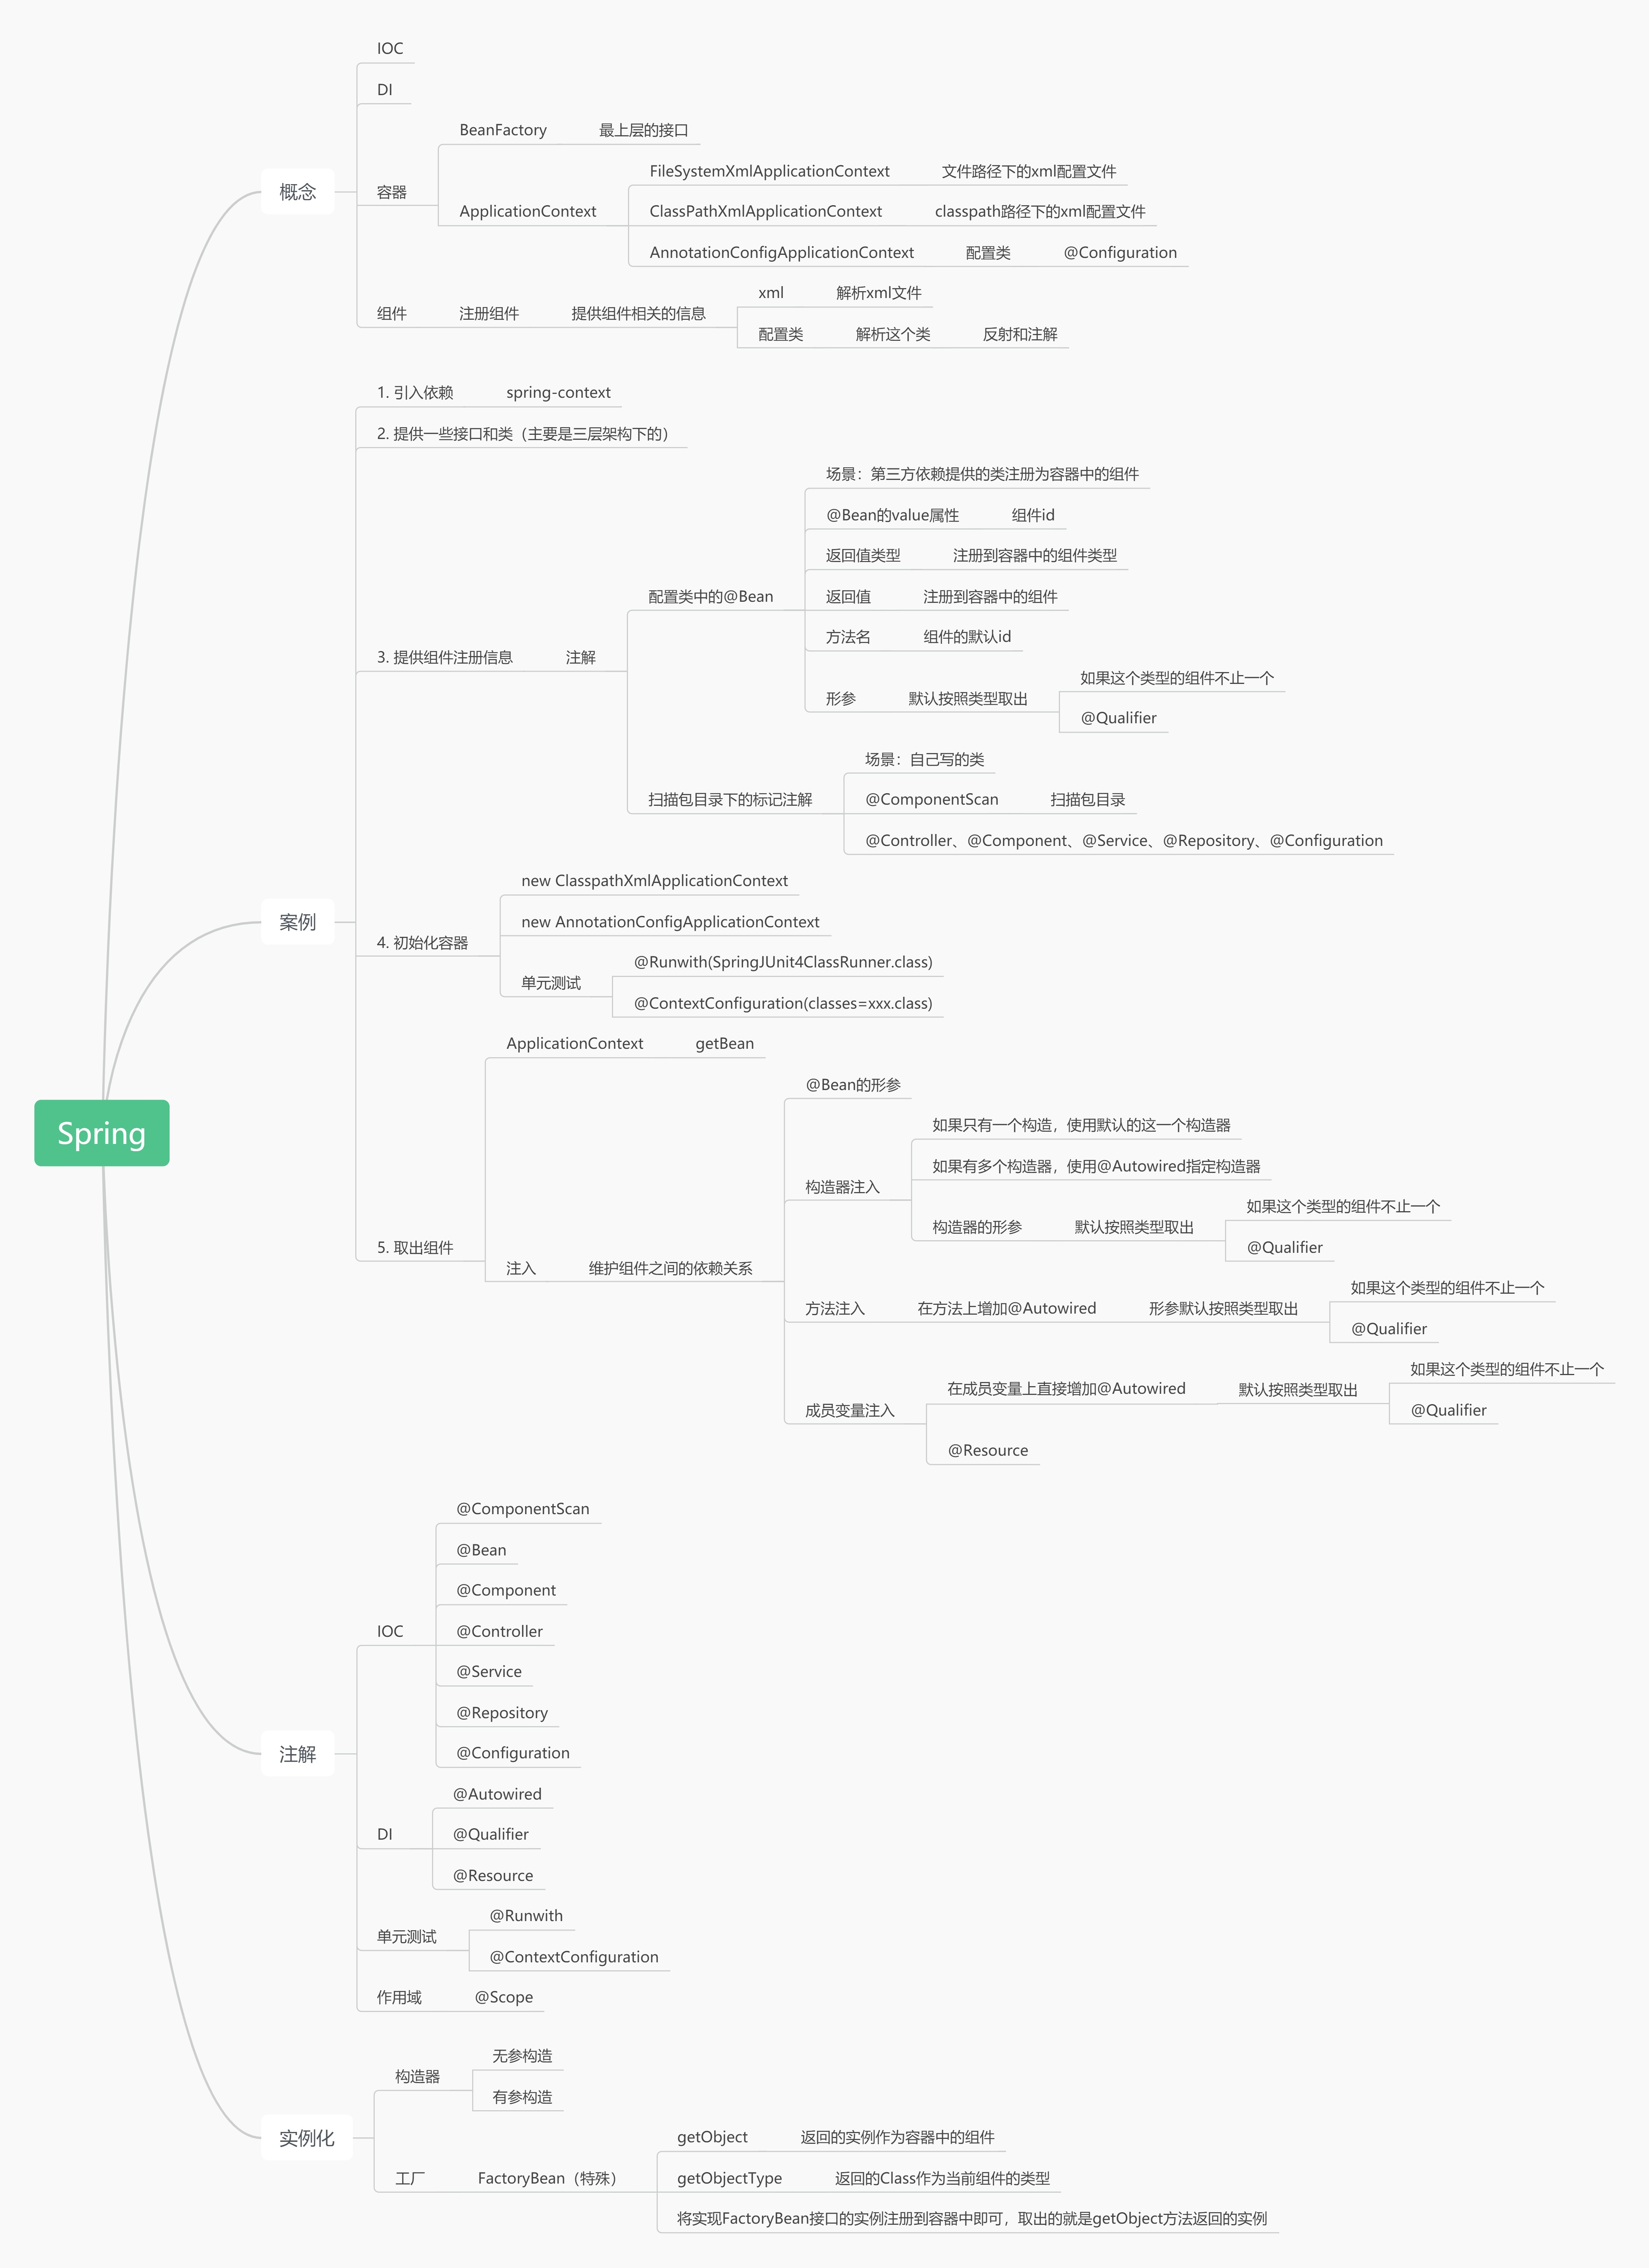 Spring
概念
IOC
DI
容器
BeanFactory 最上层的接口
ApplicationContext
FileSystemXmlApplicationContext 文件路径下的xml配置文件
ClassPathXmlApplicationContext classpath路径下的xml配置文件
AnnotationConfigApplicationContext 配置类 @Configuration
组件 注册组件 提供组件相关的信息
xml 解析xml文件
配置类 解析这个类 反射和注解
案例
1. 引入依赖 spring-context
2. 提供一些接口和类（主要是三层架构下的）
3. 提供组件注册信息 注解
配置类中的@Bean
场景：第三方依赖提供的类注册为容器中的组件
@Bean的value属性 组件id
返回值类型 注册到容器中的组件类型
返回值 注册到容器中的组件
方法名 组件的默认id
形参 默认按照类型取出
如果这个类型的组件不止一个
@Qualifier
扫描包目录下的标记注解
场景：自己写的类
@ComponentScan 扫描包目录
@Controller、@Component、@Service、@Repository、@Configuration
4. 初始化容器
new ClasspathXmlApplicationContext
new AnnotationConfigApplicationContext
单元测试
@Runwith(SpringJUnit4ClassRunner.class)
@ContextConfiguration(classes=xxx.class)
5. 取出组件
ApplicationContext getBean
注入 维护组件之间的依赖关系
@Bean的形参
构造器注入
如果只有一个构造，使用默认的这一个构造器
如果有多个构造器，使用@Autowired指定构造器
构造器的形参 默认按照类型取出
如果这个类型的组件不止一个
@Qualifier
方法注入 在方法上增加@Autowired 形参默认按照类型取出
如果这个类型的组件不止一个
@Qualifier
成员变量注入
在成员变量上直接增加@Autowired 默认按照类型取出
如果这个类型的组件不止一个
@Qualifier
@Resource
注解
IOC
@ComponentScan
@Bean
@Component
@Controller
@Service
@Repository
@Configuration
DI
@Autowired
@Qualifier
@Resource
单元测试
@Runwith
@ContextConfiguration
作用域 @Scope
实例化
构造器
无参构造
有参构造
工厂 FactoryBean（特殊）
getObject 返回的实例作为容器中的组件
getObjectType 返回的Class作为当前组件的类型
将实现FactoryBean接口的实例注册到容器中即可，取出的就是getObject方法返回的实例